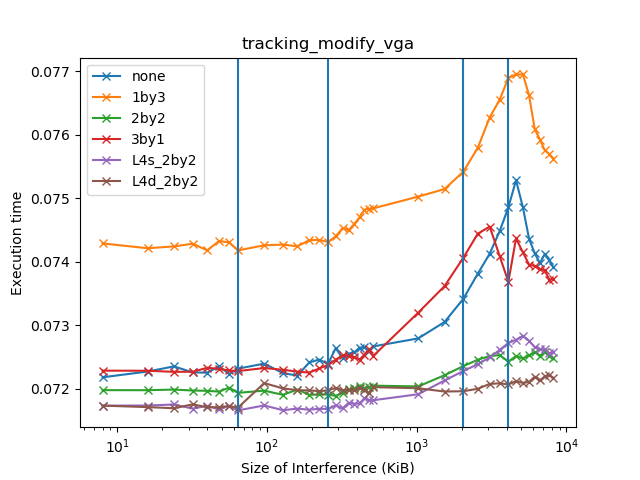 tracking_modify_vga
none
1by3
2by2
3by1
L4s_2by2
L4d_2by2
Execution time
0.077
0.076
0.075
0.074
0.073
0.072
10¹ 10² 10³ 10⁴
Size of Interference (KiB)